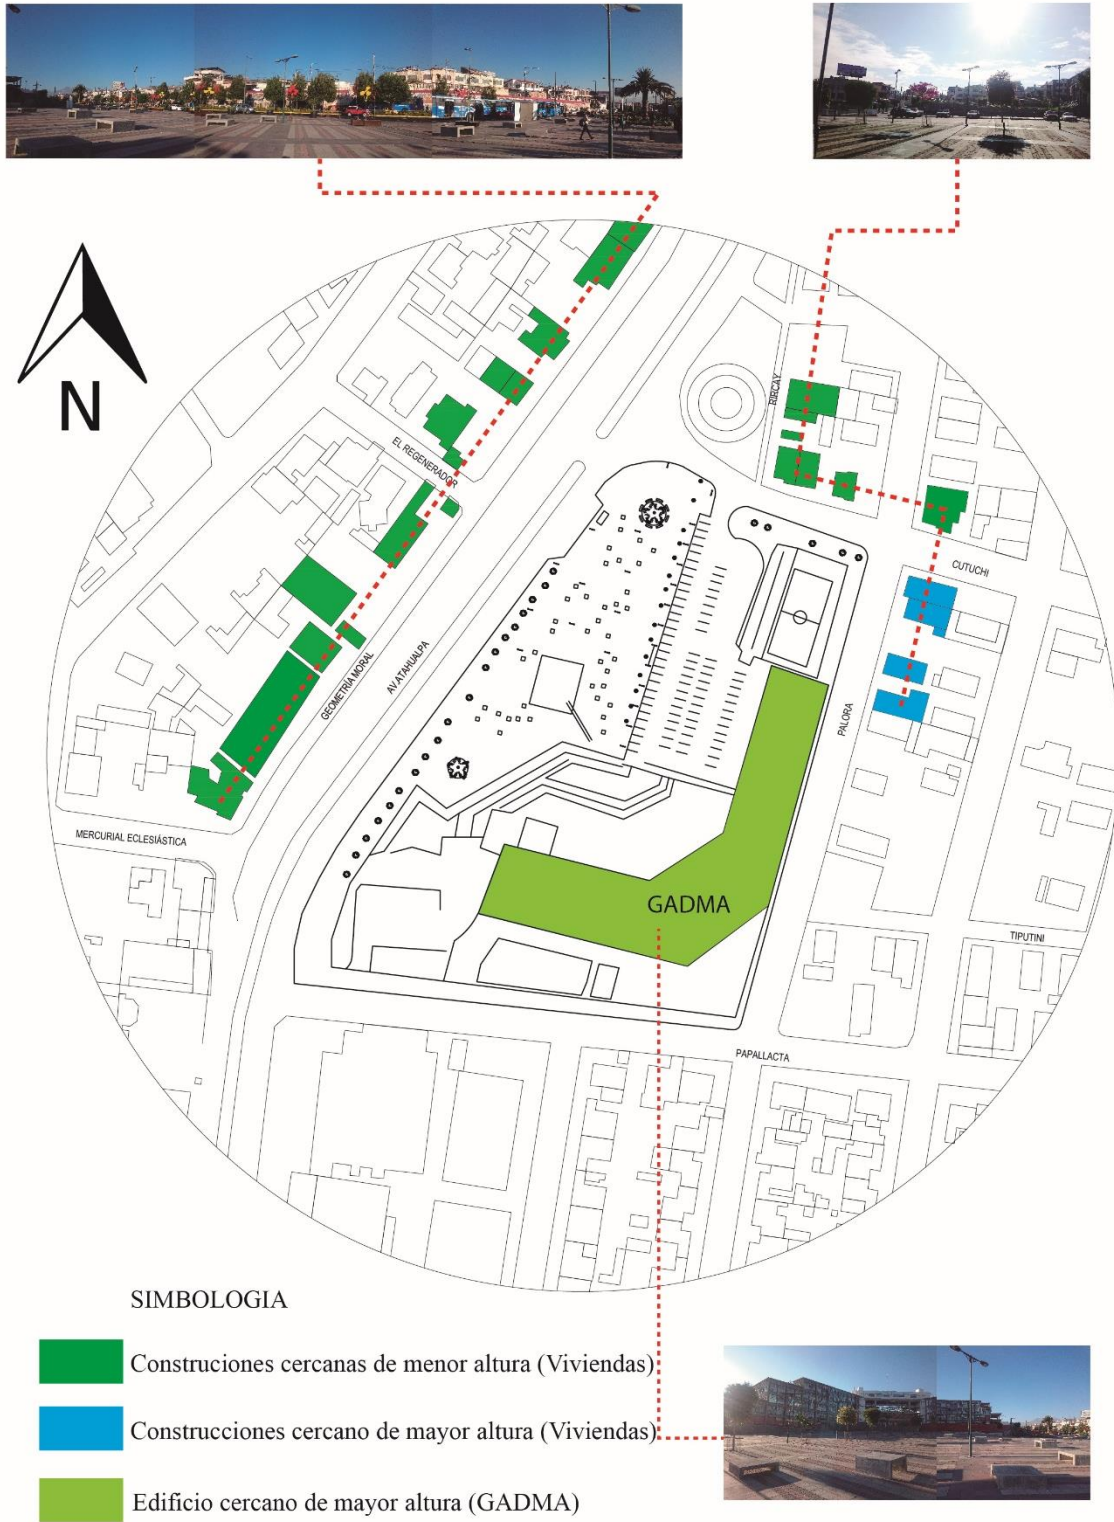 N
BIRCAY
EL REGENERADOR
CUTUCHI
GEOMETRÍA MORAL
AV.ATAHUALPA
PALORA
MERCURIAL ECLESIÁSTICA
GADMA
TIPUTINI
PAPALLACTA
SIMBOLOGIA
Construciones cercanas de menor altura (Viviendas)
Construcciones cercano de mayor altura (Viviendas)
Edificio cercano de mayor altura (GADMA)